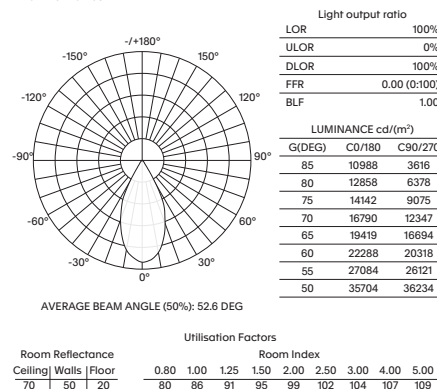 -/+180°
-150° 150°
-120° 120°
-90° 90°
-60° 60°
-30° 30°
0°
AVERAGE BEAM ANGLE (50%): 52.6 DEG
Light output ratio
LOR 100%
ULOR 0%
DLOR 100%
FFR 0.00 (0:100)
BLF 1.00
LUMINANCE cd/(m²)
G(DEG) C0/180 C90/270
85 10988 3616
80 12858 6378
75 14142 9075
70 16790 12347
65 19419 16694
60 22288 20318
55 27084 26121
50 35704 36234
Utilisation Factors
Room Reflectance Room Index
Ceiling Walls Floor 0.80 1.00 1.25 1.50 2.00 2.50 3.00 4.00 5.00
70 50 20 80 86 91 95 99 102 104 107 109